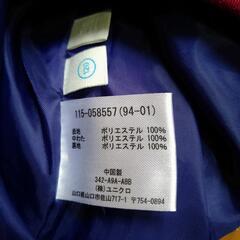 115-058557(94-01)
表地 ポリエステル 100%
中わた ポリエステル 100%
裏地 ポリエステル 100%
中国製
342-A9A-A8B
(株)ユニクロ
山口県山口市佐山717-1 〒754-0894